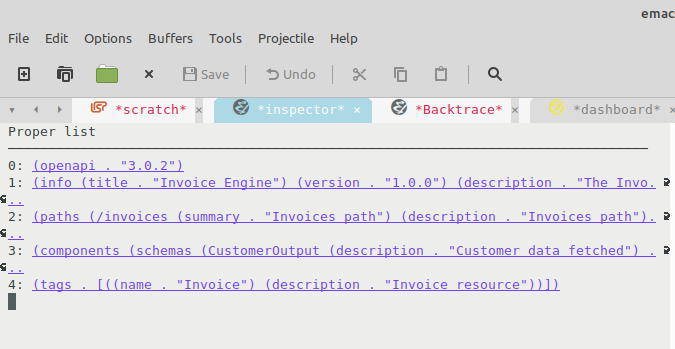 emac
File Edit Options Buffers Tools Projectile Help
Save Undo
*scratch* × *inspector* × *Backtrace* × *dashboard* ×
Proper list
0: (openapi . "3.0.2")
1: (info (title . "Invoice Engine") (version . "1.0.0") (description . "The Invo.
..
2: (paths (/invoices (summary . "Invoices path") (description . "Invoices path").
..
3: (components (schemas (CustomerOutput (description . "Customer data fetched") .
..
4: (tags . [((name . "Invoice") (description . "Invoice resource"))])